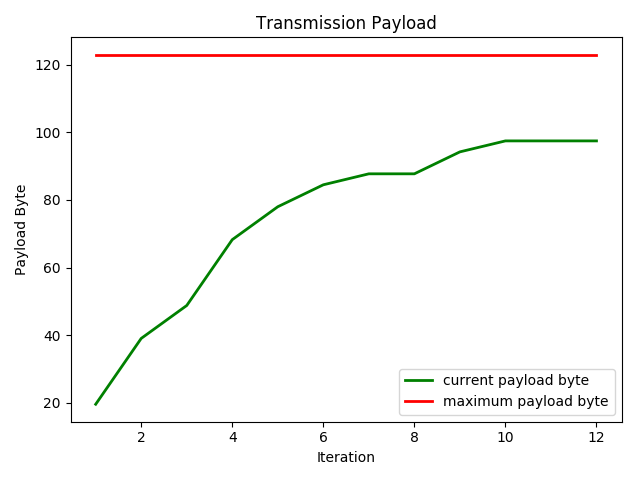 Transmission Payload
120
100
80
60
40
20
Payload Byte
current payload byte
maximum payload byte
2 4 6 8 10 12
Iteration